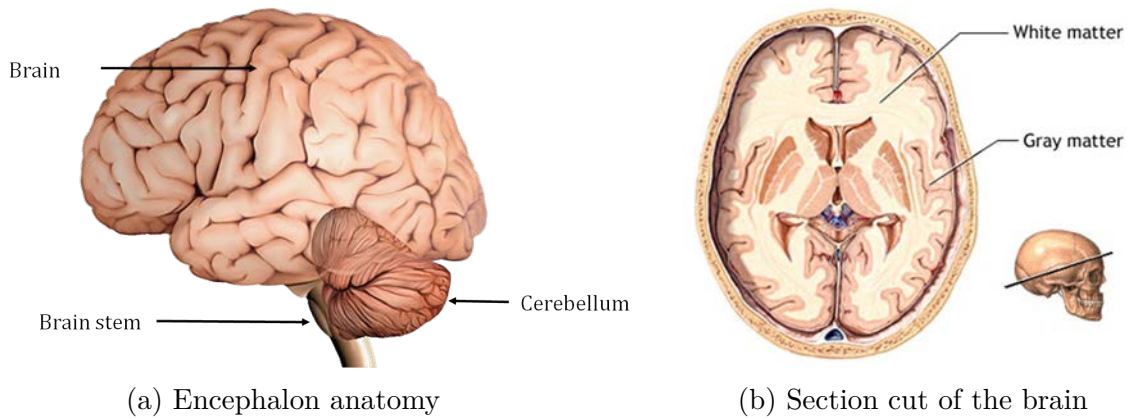 Brain
Brain stem
Cerebellum
(a) Encephalon anatomy
White matter
Gray matter
(b) Section cut of the brain